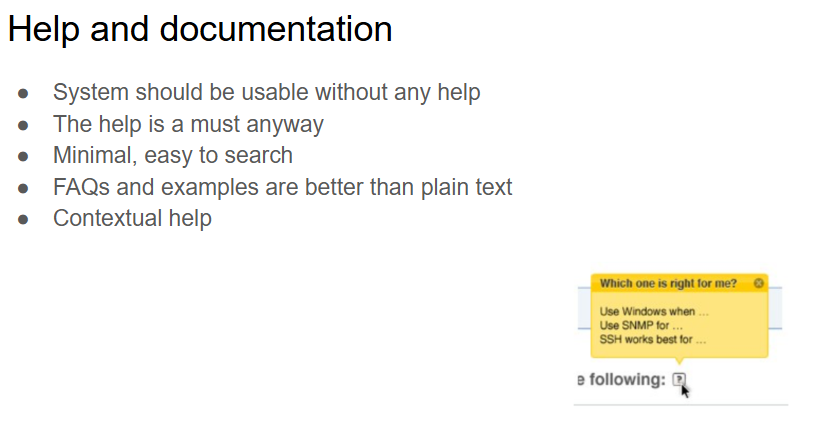 Help and documentation
● System should be usable without any help
● The help is a must anyway
● Minimal, easy to search
● FAQs and examples are better than plain text
● Contextual help
Which one is right for me?
Use Windows when ...
Use SNMP for ...
SSH works best for ...
e following: ?